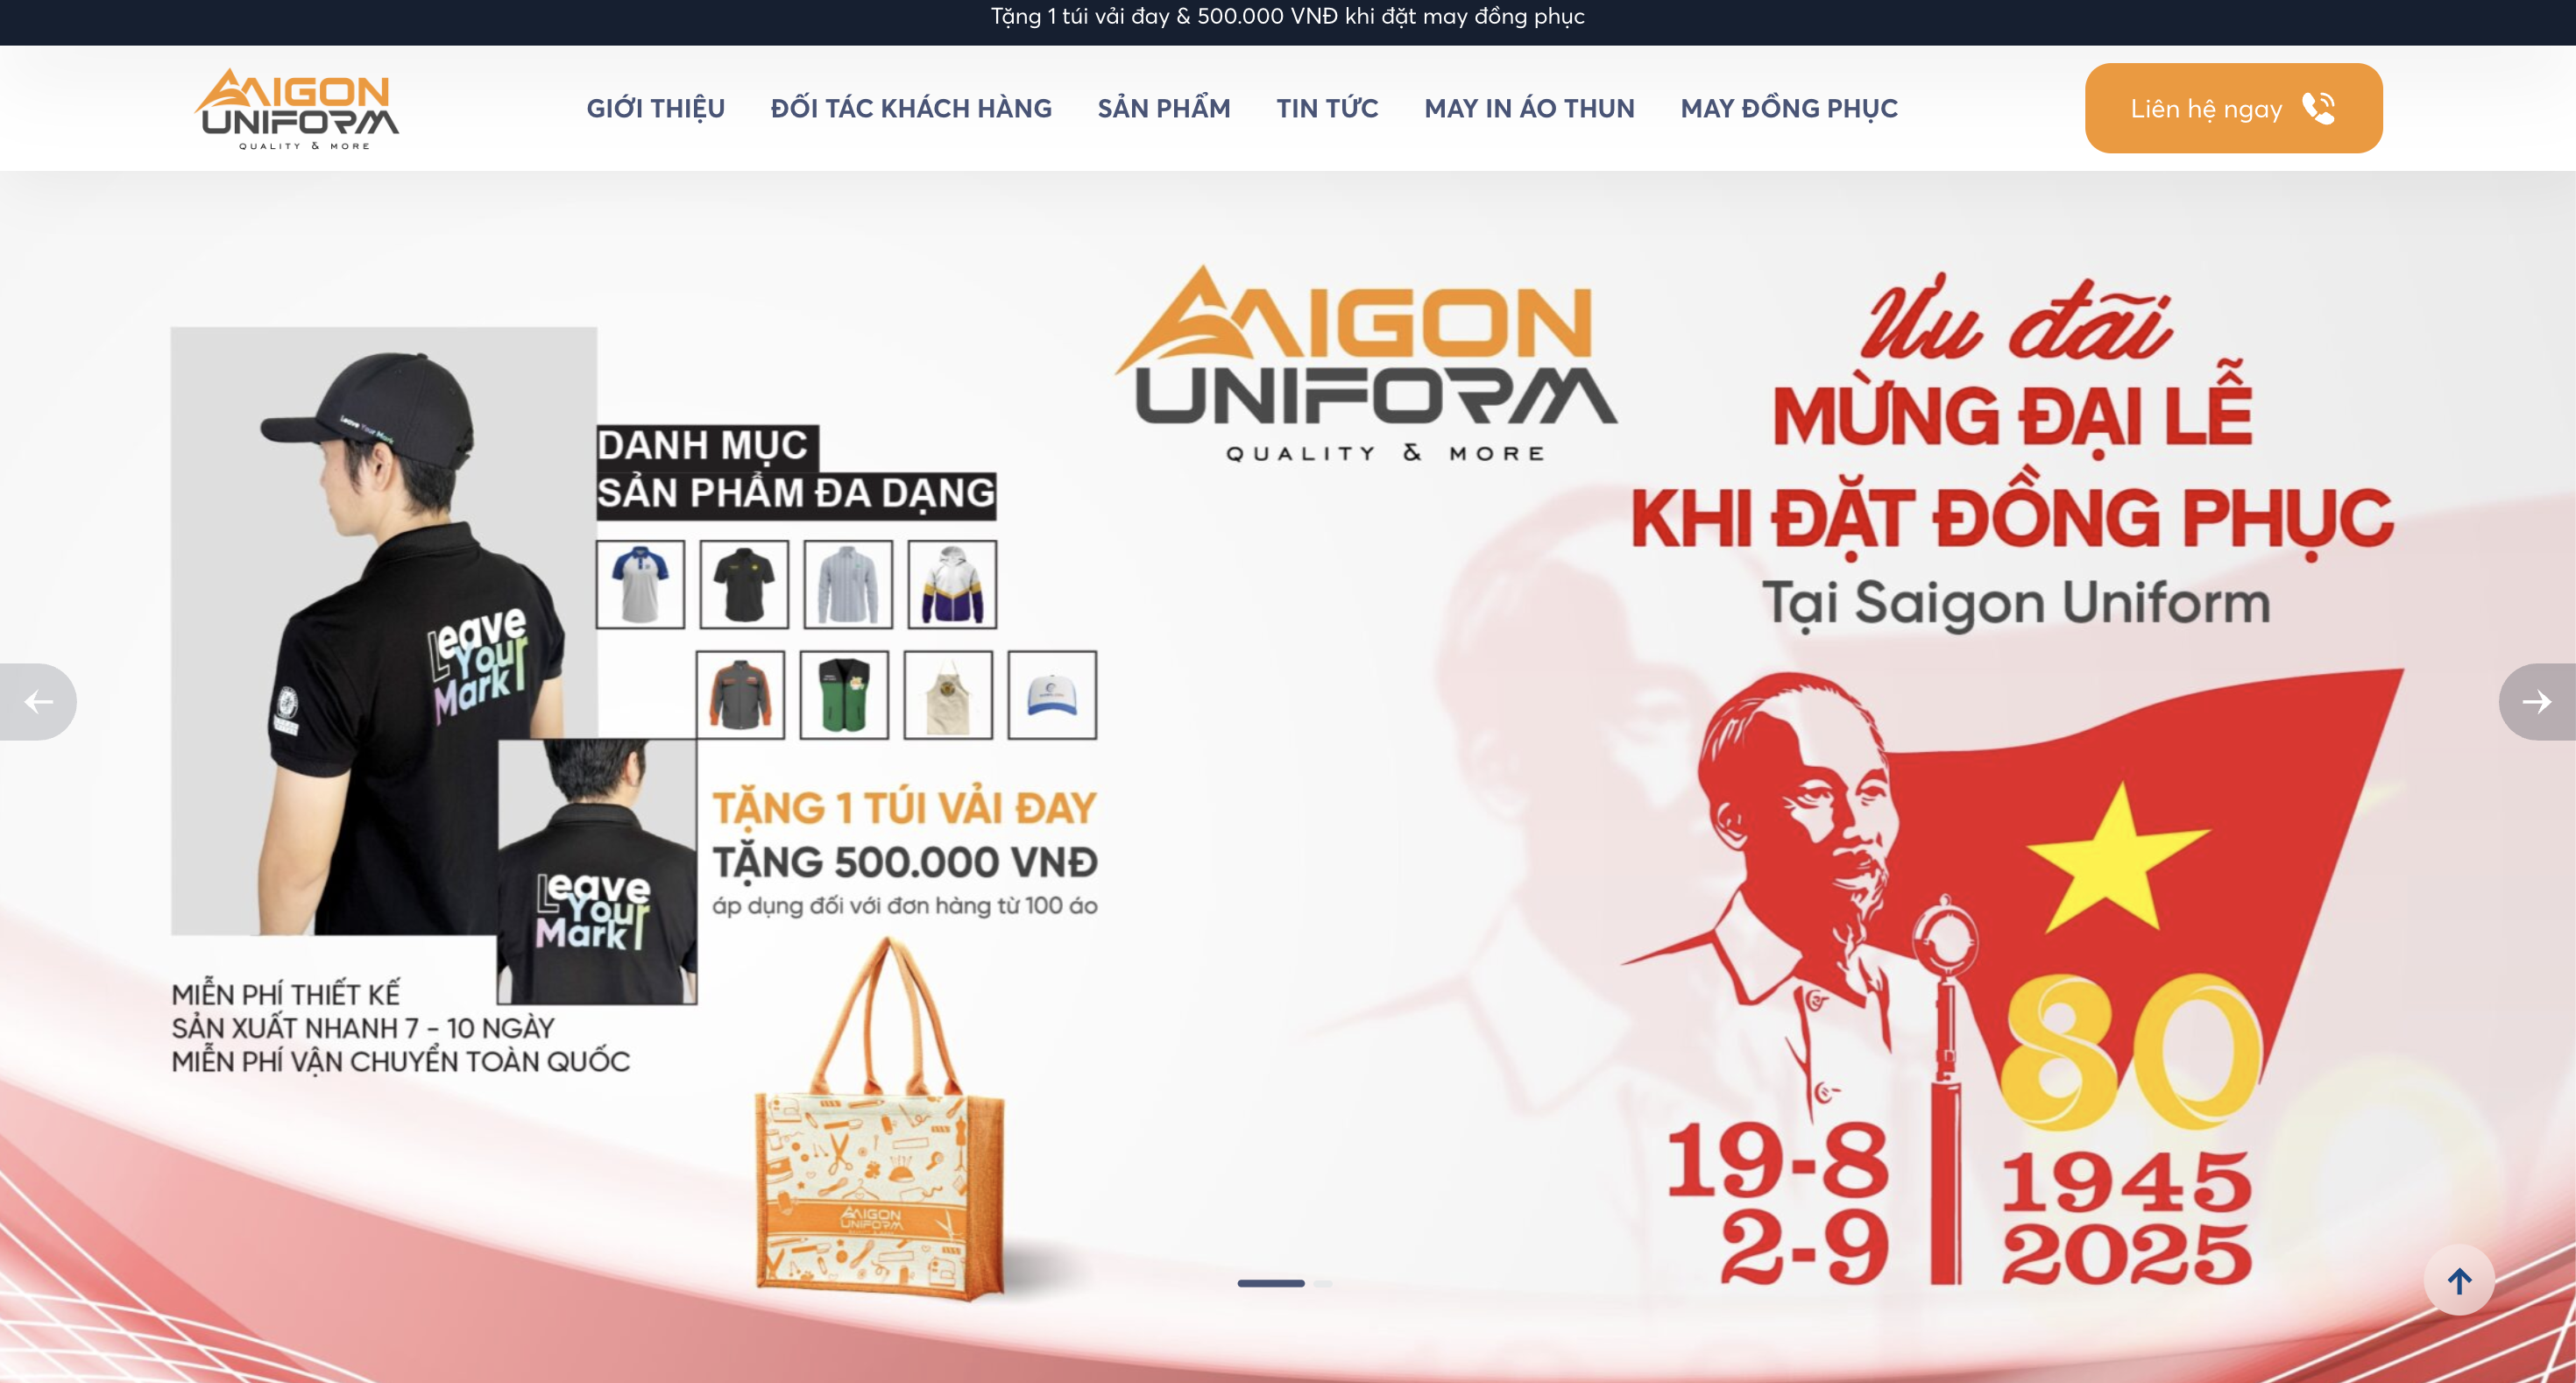 Tặng 1 túi vải đay & 500.000 VNĐ khi đặt may đồng phục
SAIGON
UNIFORM
QUALITY & MORE
GIỚI THIỆU
ĐỐI TÁC KHÁCH HÀNG
SẢN PHẨM
TIN TỨC
MAY IN ÁO THUN
MAY ĐỒNG PHỤC
Liên hệ ngay
Leave Your Mark
Leave
Your
Mark
DANH MỤC
SẢN PHẨM ĐA DẠNG
Leave
Your
Mark
TẶNG 1 TÚI VẢI ĐAY
TẶNG 500.000 VNĐ
áp dụng đối với đơn hàng từ 100 áo
MIỄN PHÍ THIẾT KẾ
SẢN XUẤT NHANH 7 - 10 NGÀY
MIỄN PHÍ VẬN CHUYỂN TOÀN QUỐC
SAIGON
UNIFORM
SAIGON
UNIFORM
QUALITY & MORE
Ưu đãi
MỪNG ĐẠI LỄ
KHI ĐẶT ĐỒNG PHỤC
Tại Saigon Uniform
80
19-8
2-9
1945
2025